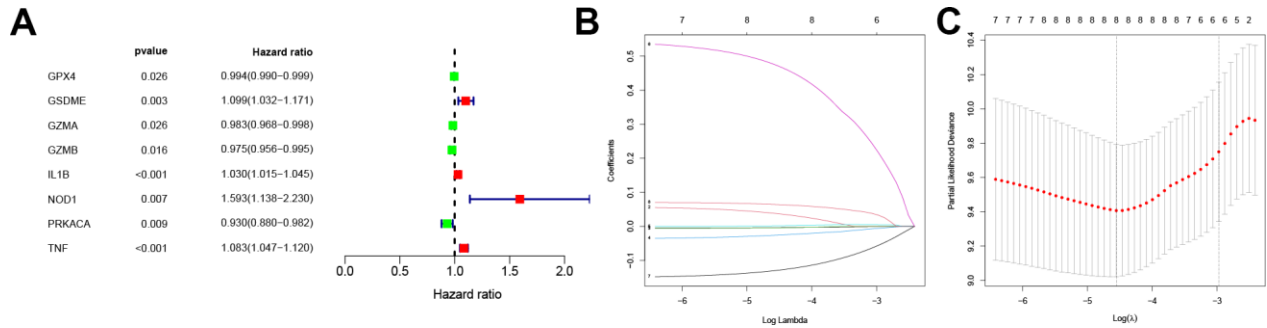 A
pvalue Hazard ratio
GPX4 0.026 0.994(0.990−0.999)
GSDME 0.003 1.099(1.032−1.171)
GZMA 0.026 0.983(0.968−0.998)
GZMB 0.016 0.975(0.956−0.995)
IL1B <0.001 1.030(1.015−1.045)
NOD1 0.007 1.593(1.138−2.230)
PRKACA 0.009 0.930(0.880−0.982)
TNF <0.001 1.083(1.047−1.120)
0.0 0.5 1.0 1.5 2.0
Hazard ratio
B
7 8 8 6
Coefficients
0.5
0.4
0.3
0.2
0.1
0.0
−0.1
−6 −5 −4 −3
Log Lambda
C
7 7 7 7 8 8 8 8 8 8 8 8 8 8 7 6 6 6 5 2
Partial Likelihood Deviance
10.4
10.2
10.0
9.8
9.6
9.4
9.2
9.0
−6 −5 −4 −3
Log(λ)